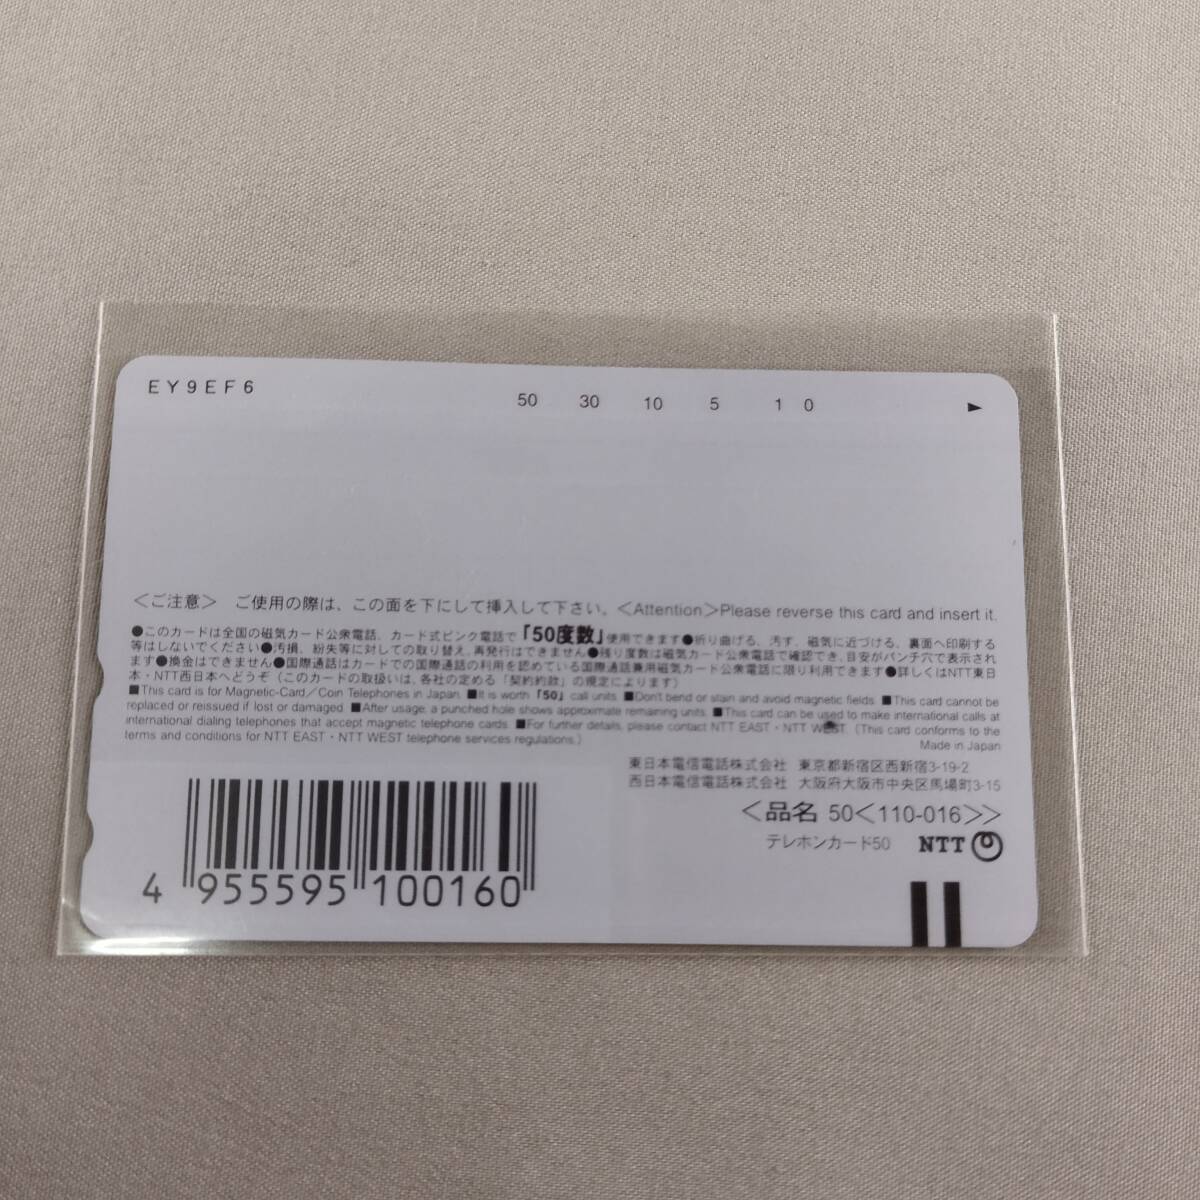 EY9EF6
50 30 10 5 1 0 ►
＜ご注意＞ ご使用の際は、この面を下にして挿入して下さい。＜Attention＞Please reverse this card and insert it.
●このカードは全国の磁気カード公衆電話、カード式ピンク電話で「50度数」使用できます●折り曲げる、汚す、磁気に近づける、裏面へ印刷する
等はしないでください●汚損、紛失等に対しての取り替え、再発行はできません●残り度数は磁気カード公衆電話で確認でき、目安がパンチ穴で表示され
ます●換金はできません●国際通話はカードでの国際通話の利用を認めている国際通話兼用磁気カード公衆電話に限り利用できます●詳しくはNTT東日
本・NTT西日本へどうぞ（このカードの取扱いは、各社の定める「契約約款」の規定によります）
■This card is for Magnetic-Card／Coin Telephones in Japan. ■It is worth「50」call units. ■Don't bend or stain and avoid magnetic fields. ■This card cannot be
replaced or reissued if lost or damaged. ■After usage, a punched hole shows approximate remaining units. ■This card can be used to make international calls at
international dialing telephones that accept magnetic telephone cards. ■For further details, please contact NTT EAST・NTT WEST.（This card conforms to the
terms and conditions for NTT EAST・NTT WEST telephone services regulations.）
Made in Japan
東日本電信電話株式会社 東京都新宿区西新宿3-19-2
西日本電信電話株式会社 大阪府大阪市中央区馬場町3-15
＜品名 50＜110-016＞＞
テレホンカード50 NTT
4 955595 100160